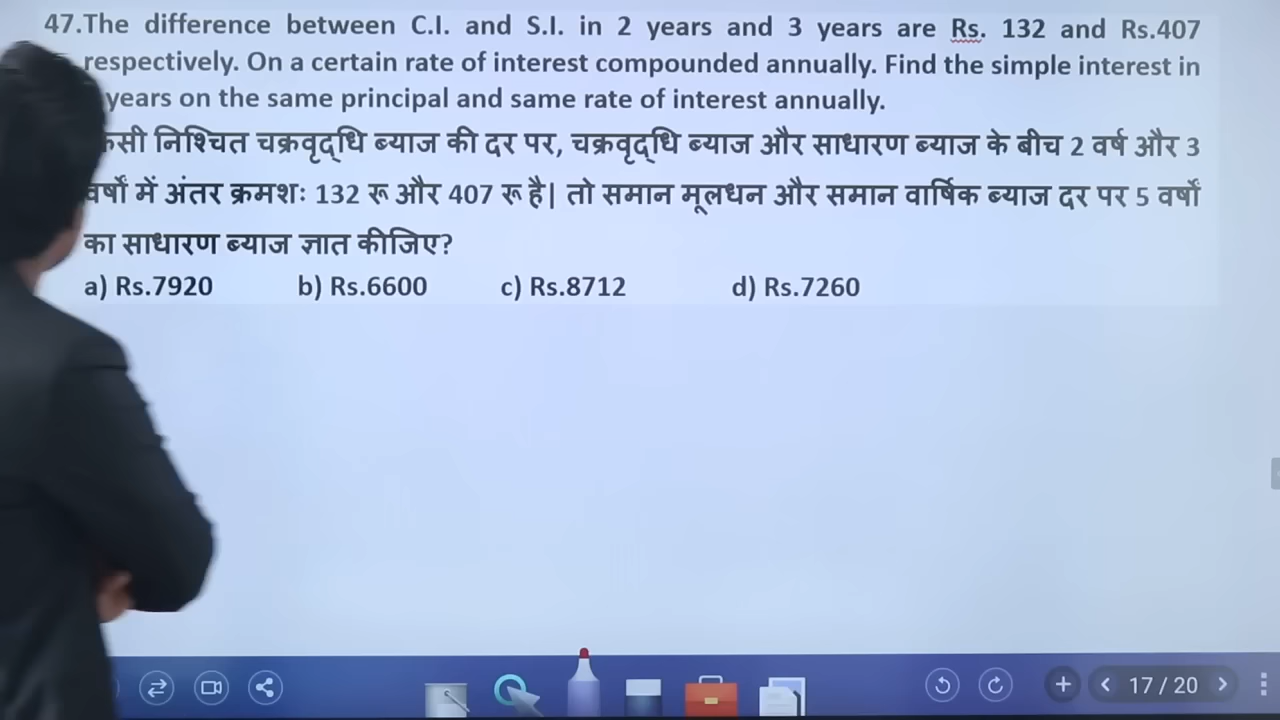 47.The difference between C.I. and S.I. in 2 years and 3 years are Rs. 132 and Rs.407
respectively. On a certain rate of interest compounded annually. Find the simple interest in
years on the same principal and same rate of interest annually.
निश्चित चक्रवृद्धि ब्याज की दर पर, चक्रवृद्धि ब्याज और साधारण ब्याज के बीच 2 वर्ष और 3
वर्षों में अंतर क्रमशः 132 रू और 407 रू है| तो समान मूलधन और समान वार्षिक ब्याज दर पर 5 वर्षों
का साधारण ब्याज ज्ञात कीजिए?
a) Rs.7920 b) Rs.6600 c) Rs.8712 d) Rs.7260
17 / 20